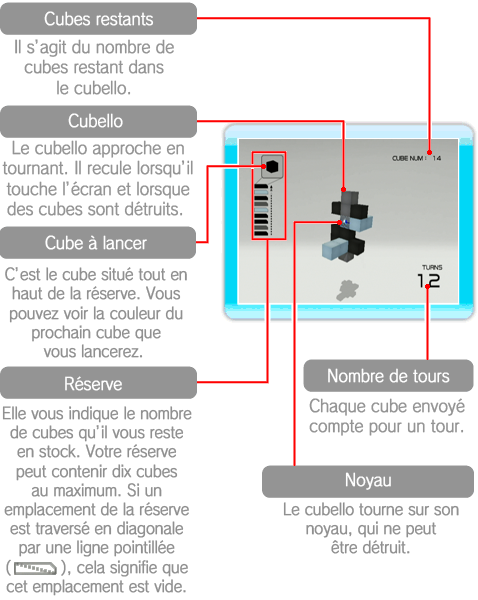 Cubes restants
Il s'agit du nombre de
cubes restant dans
le cubello.
Cubello
Le cubello approche en
tournant. Il recule lorsqu'il
touche l'écran et lorsque
des cubes sont détruits.
Cube à lancer
C'est le cube situé tout en
haut de la réserve. Vous
pouvez voir la couleur du
prochain cube que
vous lancerez.
Réserve
Elle vous indique le nombre
de cubes qu'il vous reste
en stock. Votre réserve
peut contenir dix cubes
au maximum. Si un
emplacement de la réserve
est traversé en diagonale
par une ligne pointillée
( ), cela signifie que
cet emplacement est vide.
CUBE NUM : 14
TURNS
12
Nombre de tours
Chaque cube envoyé
compte pour un tour.
Noyau
Le cubello tourne sur son
noyau, qui ne peut
être détruit.